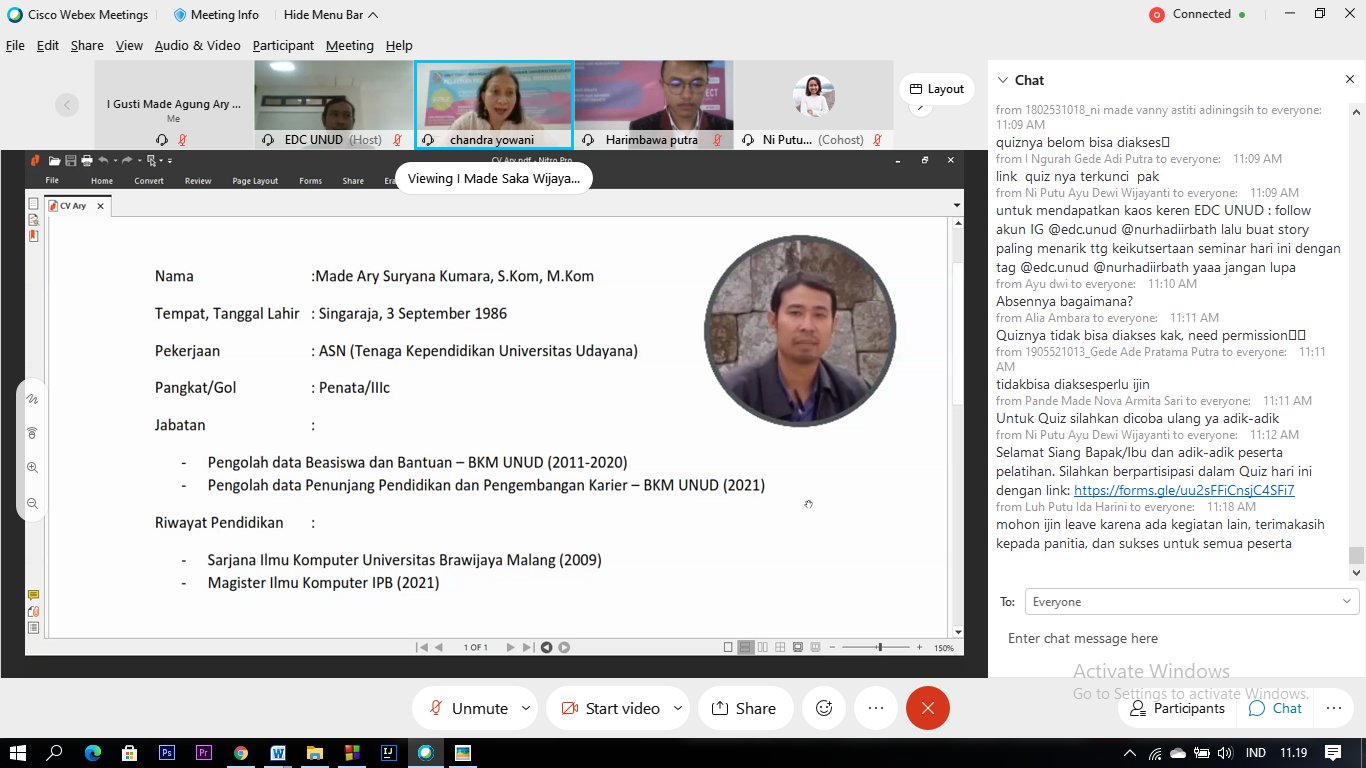 Cisco Webex Meetings
Meeting Info
Hide Menu Bar
Connected
File Edit Share View Audio & Video Participant Meeting Help
I Gusti Made Agung Ary ...
Me
EDC UNUD (Host)
chandra yowani
Harimbawa putra
Ni Putu... (Cohost)
Layout
CV Ary.pdf - Nitro Pro
Viewing I Made Saka Wijaya...
File Home Convert Review Page Layout Forms Share
CV Ary
Nama :Made Ary Suryana Kumara, S.Kom, M.Kom
Tempat, Tanggal Lahir : Singaraja, 3 September 1986
Pekerjaan : ASN (Tenaga Kependidikan Universitas Udayana)
Pangkat/Gol : Penata/IIIc
Jabatan :
- Pengolah data Beasiswa dan Bantuan – BKM UNUD (2011-2020)
- Pengolah data Penunjang Pendidikan dan Pengembangan Karier – BKM UNUD (2021)
Riwayat Pendidikan :
- Sarjana Ilmu Komputer Universitas Brawijaya Malang (2009)
- Magister Ilmu Komputer IPB (2021)
1 OF 1
150%
Chat
from 1802531018_ni made vanny astiti adiningsih to everyone:
11:09 AM
quiznya belom bisa diakses
from I Ngurah Gede Adi Putra to everyone: 11:09 AM
link quiz nya terkunci pak
from Ni Putu Ayu Dewi Wijayanti to everyone: 11:09 AM
untuk mendapatkan kaos keren EDC UNUD : follow
akun IG @edc.unud @nurhadiirbath lalu buat story
paling menarik ttg keikutsertaan seminar hari ini dengan
tag @edc.unud @nurhadiirbath yaaa jangan lupa
from Ayu dwi to everyone: 11:10 AM
Absennya bagaimana?
from Alia Ambara to everyone: 11:11 AM
Quiznya tidak bisa diakses kak, need permission
from 1905521013_Gede Ade Pratama Putra to everyone: 11:11
AM
tidakbisa diaksesperlu ijin
from Pande Made Nova Armita Sari to everyone: 11:11 AM
Untuk Quiz silahkan dicoba ulang ya adik-adik
from Ni Putu Ayu Dewi Wijayanti to everyone: 11:12 AM
Selamat Siang Bapak/Ibu dan adik-adik peserta
pelatihan. Silahkan berpartisipasi dalam Quiz hari ini
dengan link: https://forms.gle/uu2sFFiCnsjC4SFi7
from Luh Putu Ida Harini to everyone: 11:18 AM
mohon ijin leave karena ada kegiatan lain, terimakasih
kepada panitia, dan sukses untuk semua peserta
To: Everyone
Enter chat message here
Activate Windows
Go to Settings to activate Windows.
Unmute
Start video
Share
Participants
Chat
IND
11.19